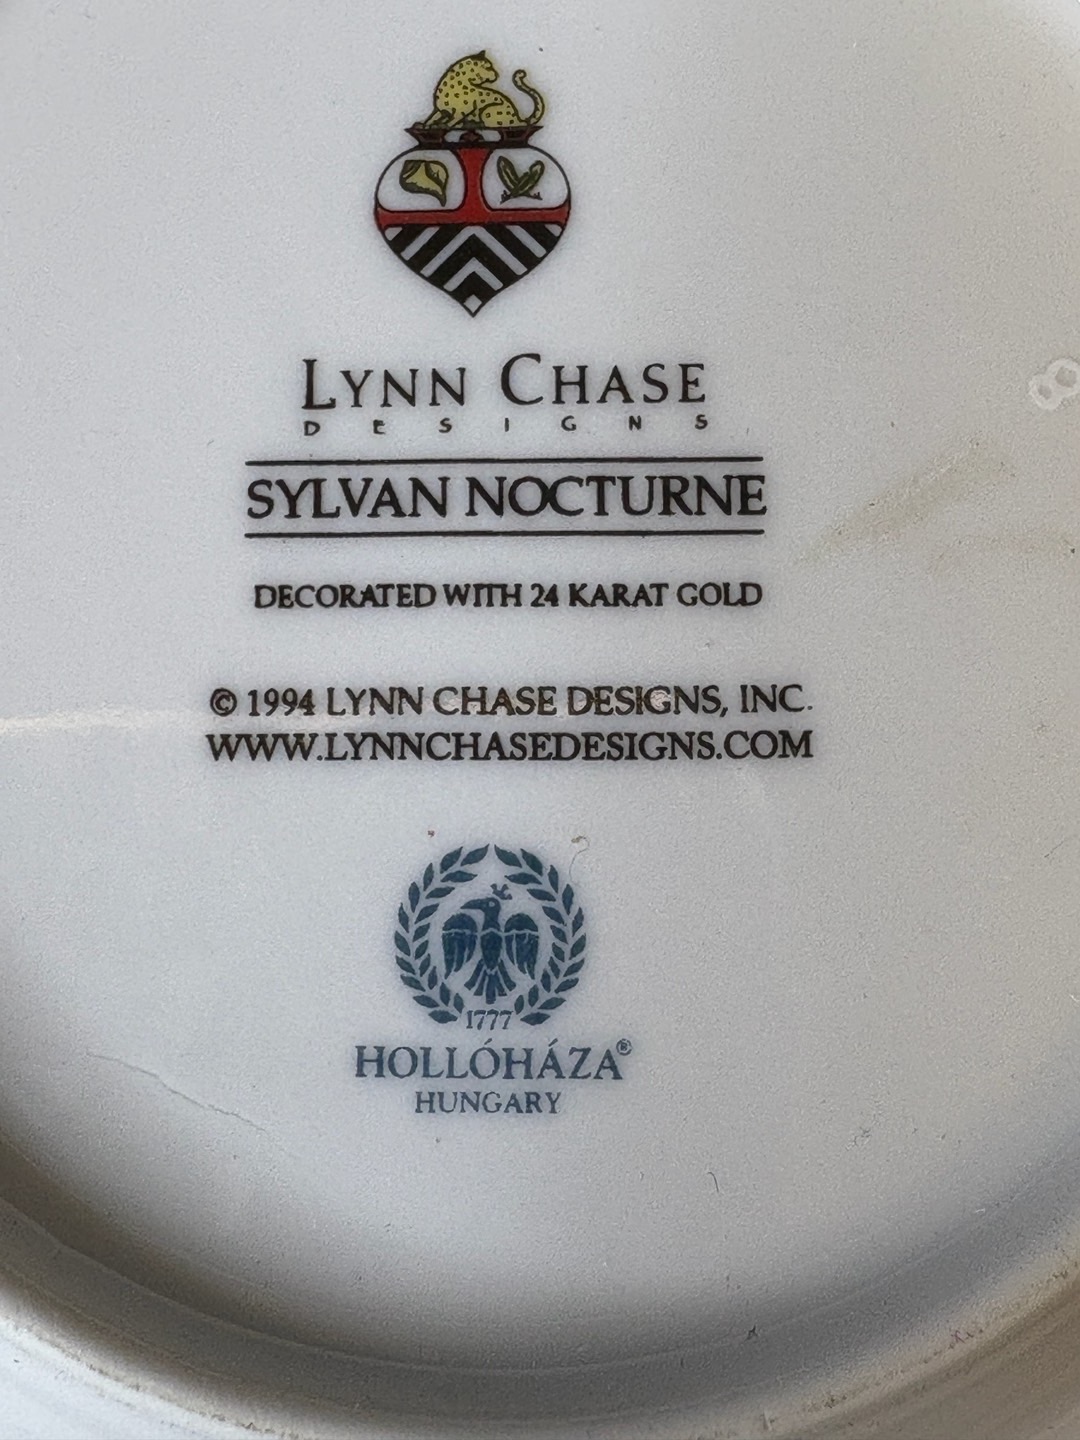 LYNN CHASE
DESIGNS
SYLVAN NOCTURNE
DECORATED WITH 24 KARAT GOLD
© 1994 LYNN CHASE DESIGNS, INC.
WWW.LYNNCHASEDESIGNS.COM
1777
HOLLÓHÁZA®
HUNGARY
8